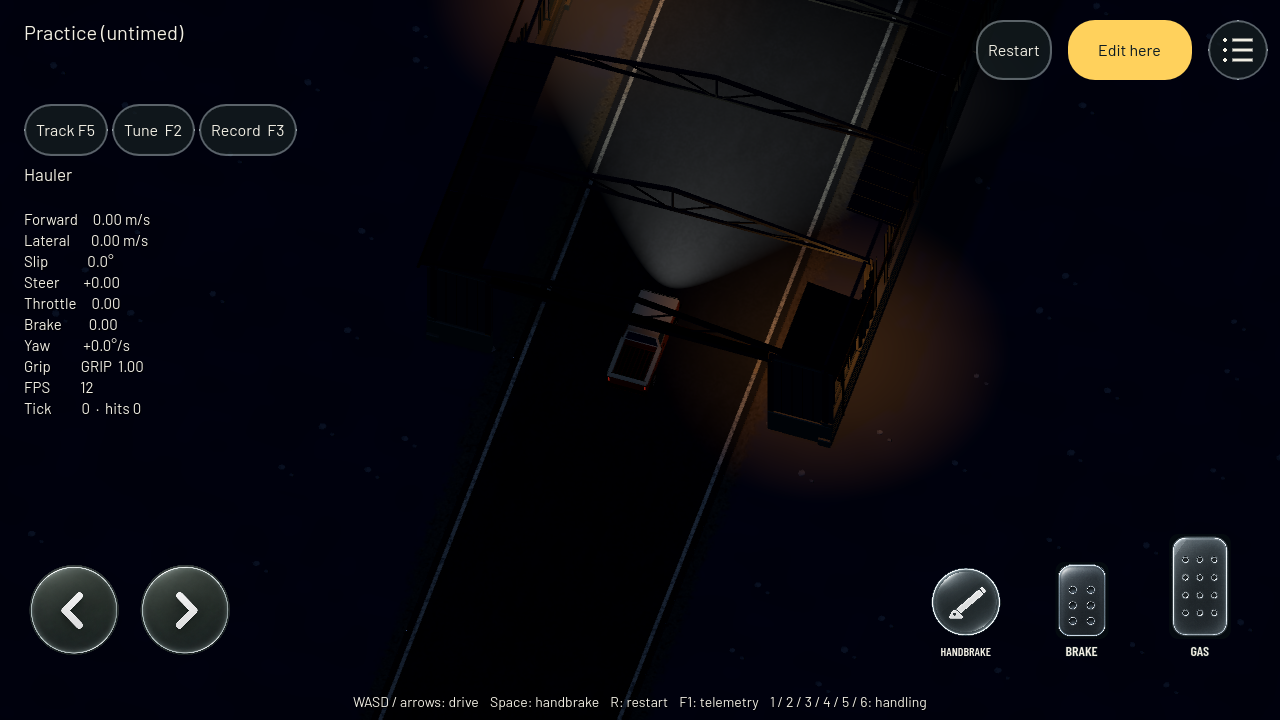 Practice (untimed)
Restart
Edit here
Track F5
Tune F2
Record F3
Hauler
Forward 0.00 m/s
Lateral 0.00 m/s
Slip 0.0°
Steer +0.00
Throttle 0.00
Brake 0.00
Yaw +0.0°/s
Grip GRIP 1.00
FPS 12
Tick 0 · hits 0
HANDBRAKE
BRAKE
GAS
WASD / arrows: drive Space: handbrake R: restart F1: telemetry 1 / 2 / 3 / 4 / 5 / 6: handling